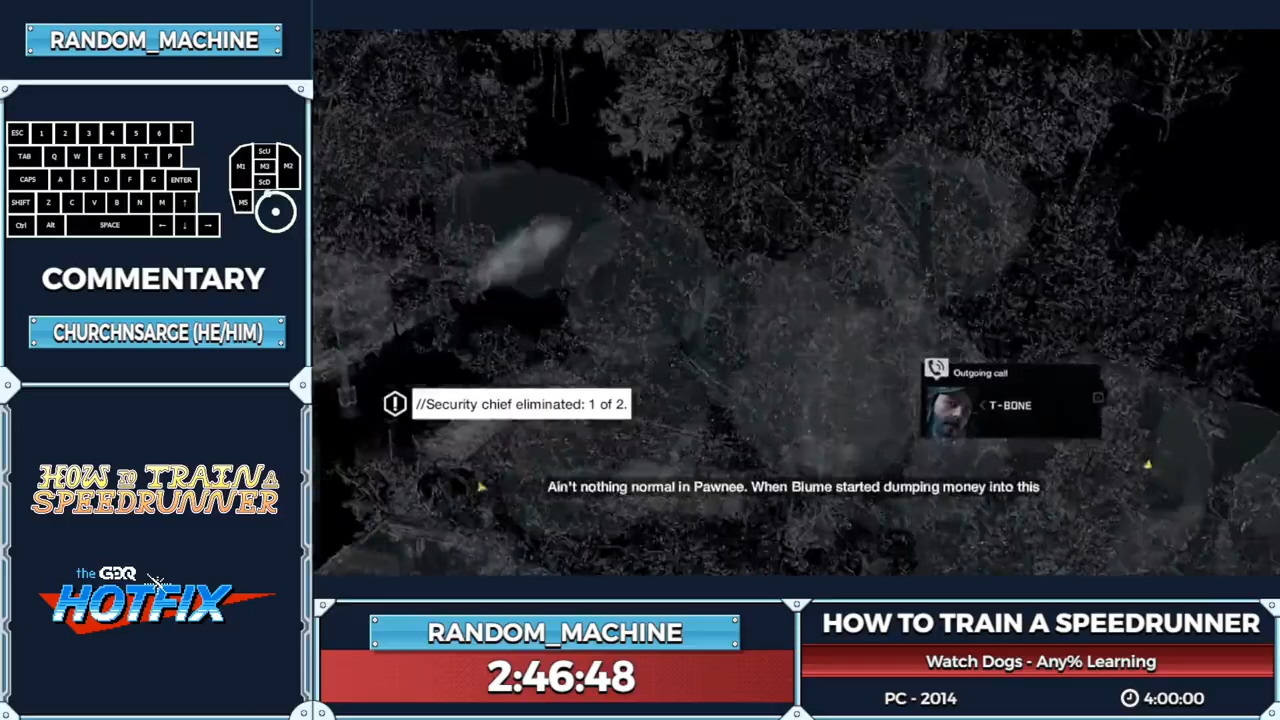 RANDOM_MACHINE
ESC 1 2 3 4 5 6 `
TAB Q W E R T P
CAPS A S D F G ENTER
SHIFT Z C V B N M ↑
Ctrl Alt SPACE ← ↓ →
ScU
M1 M3 M2
ScD
M5
COMMENTARY
CHURCHNSARGE (HE/HIM)
HOW TO TRAIN A
SPEEDRUNNER
the GDQ
HOTFIX
//Security chief eliminated: 1 of 2.
Outgoing call
T-BONE
Ain't nothing normal in Pawnee. When Blume started dumping money into this
RANDOM_MACHINE
2:46:48
HOW TO TRAIN A SPEEDRUNNER
Watch Dogs - Any% Learning
PC - 2014
4:00:00